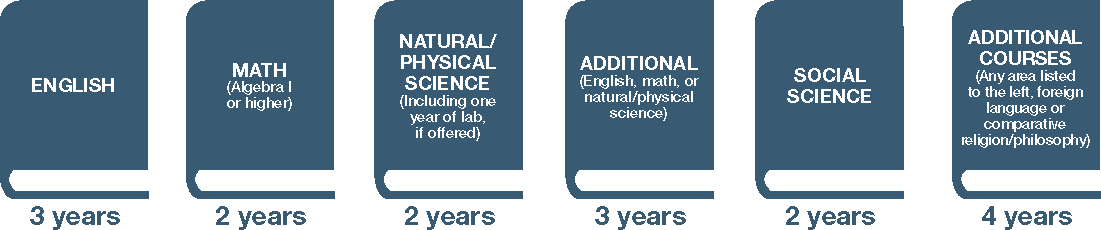 ENGLISH
3 years
MATH
(Algebra I
or higher)
2 years
NATURAL/
PHYSICAL
SCIENCE
(Including one
year of lab,
if offered)
2 years
ADDITIONAL
(English, math, or
natural/physical
science)
3 years
SOCIAL
SCIENCE
2 years
ADDITIONAL
COURSES
(Any area listed
to the left, foreign
language or
comparative
religion/philosophy)
4 years